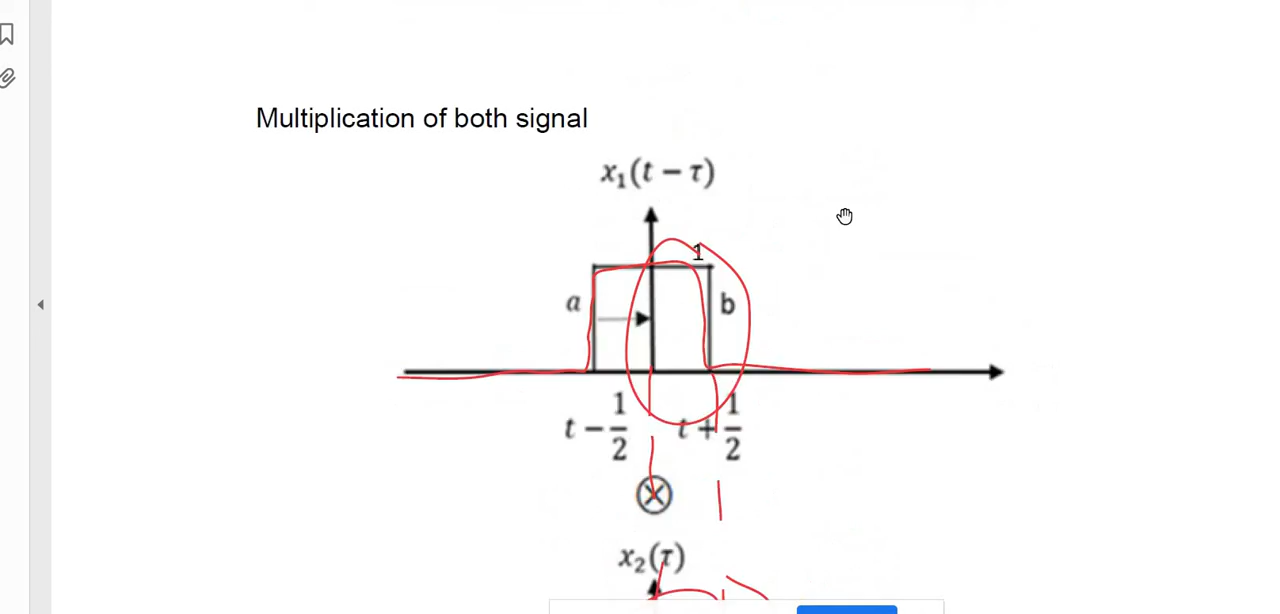 Multiplication of both signal
x₁(t − τ)
1
a
b
t − 1/2
t + 1/2
x₂(τ)